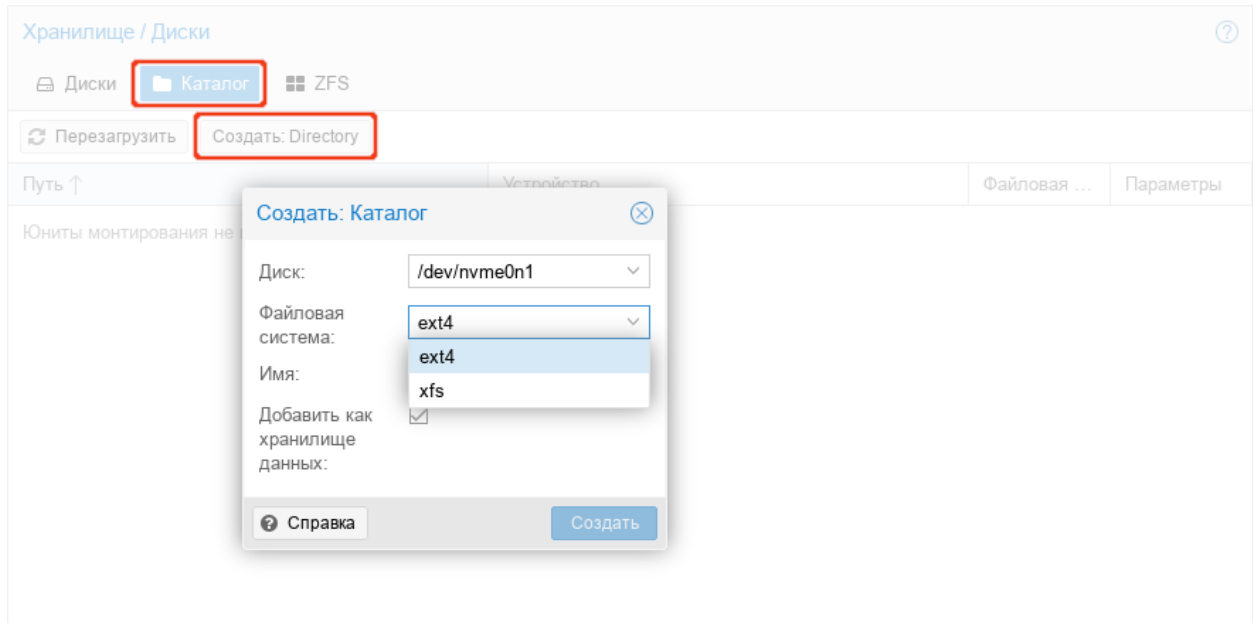 Хранилище / Диски
Диски Каталог ZFS
Перезагрузить Создать: Directory
Путь Устройство Файловая ... Параметры
Юниты монтирования не
Создать: Каталог
Диск: /dev/nvme0n1
Файловая
система:
ext4
ext4
Имя:
xfs
Добавить как
хранилище
данных:
Справка Создать